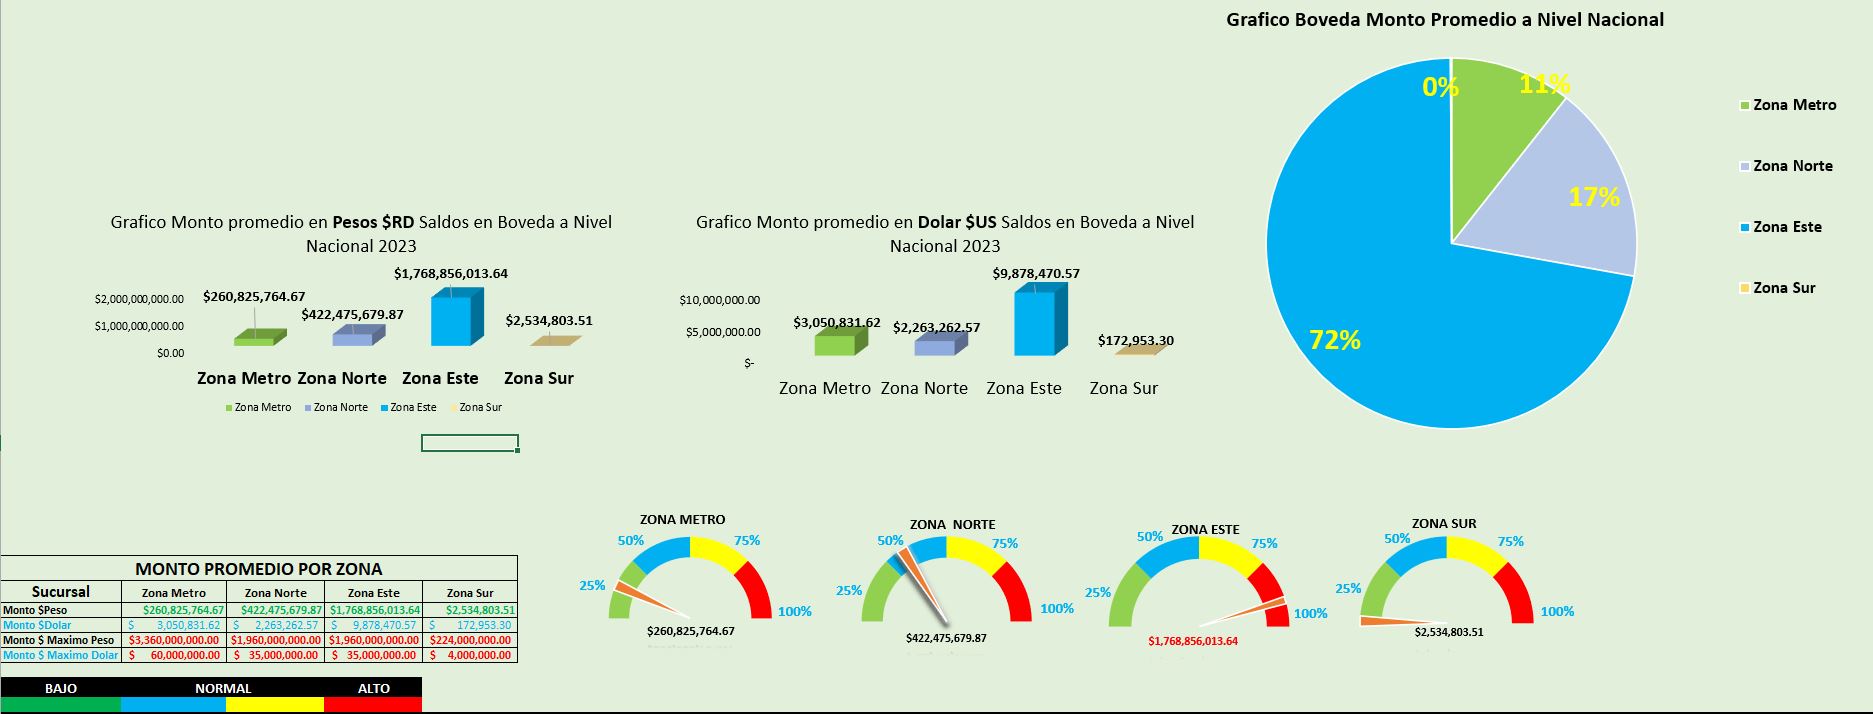 Grafico Boveda Monto Promedio a Nivel Nacional
0%
11%
17%
72%
Zona Metro
Zona Norte
Zona Este
Zona Sur
Grafico Monto promedio en Pesos $RD Saldos en Boveda a Nivel
Nacional 2023
$2,000,000,000.00
$1,000,000,000.00
$0.00
$260,825,764.67
$422,475,679.87
$1,768,856,013.64
$2,534,803.51
Zona Metro Zona Norte Zona Este Zona Sur
Zona Metro Zona Norte Zona Este Zona Sur
Grafico Monto promedio en Dolar $US Saldos en Boveda a Nivel
Nacional 2023
$10,000,000.00
$5,000,000.00
$-
$3,050,831.62
$2,263,262.57
$9,878,470.57
$172,953.30
Zona Metro Zona Norte Zona Este Zona Sur
ZONA METRO
25%
50%
75%
100%
$260,825,764.67
ZONA NORTE
25%
50%
75%
100%
$422,475,679.87
ZONA ESTE
25%
50%
75%
100%
$1,768,856,013.64
ZONA SUR
25%
50%
75%
100%
$2,534,803.51
MONTO PROMEDIO POR ZONA
Sucursal Zona Metro Zona Norte Zona Este Zona Sur
Monto $Peso $260,825,764.67 $422,475,679.87 $1,768,856,013.64 $2,534,803.51
Monto $Dolar $ 3,050,831.62 $ 2,263,262.57 $ 9,878,470.57 $ 172,953.30
Monto $ Maximo Peso $3,360,000,000.00 $1,960,000,000.00 $1,960,000,000.00 $224,000,000.00
Monto $ Maximo Dolar $ 60,000,000.00 $ 35,000,000.00 $ 35,000,000.00 $ 4,000,000.00
BAJO NORMAL ALTO